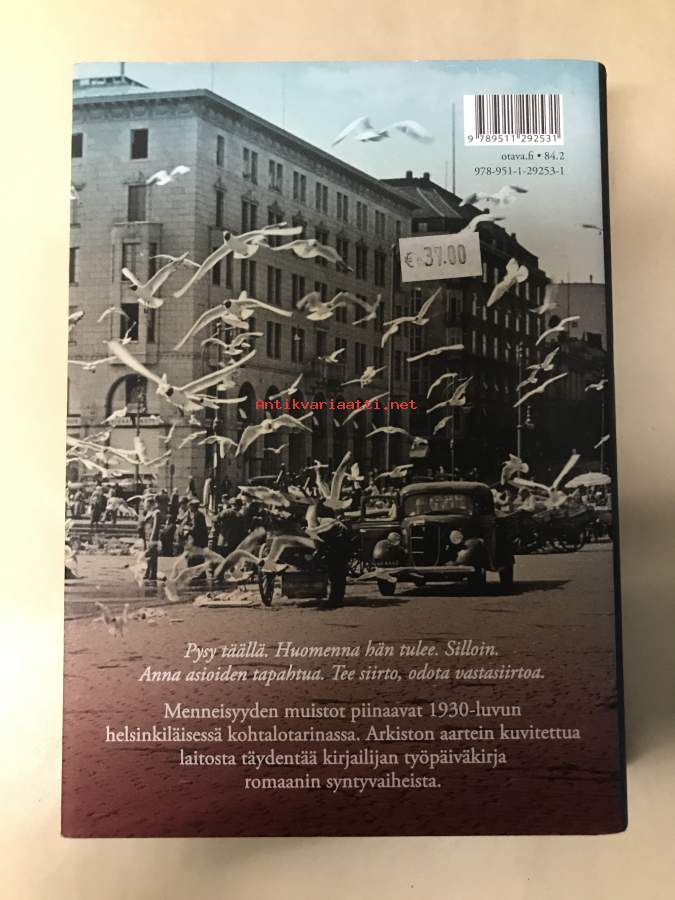 9 789511 292531
otava.fi • 84.2
978-951-1-29253-1
€ 37.00
Antikvariaatti.net
Pysy täällä. Huomenna hän tulee. Silloin.
Anna asioiden tapahtua. Tee siirto, odota vastasiirtoa.
Menneisyyden muistot piinaavat 1930-luvun
helsinkiläisessä kohtalotarinassa. Arkiston aartein kuvitettua
laitosta täydentää kirjailijan työpäiväkirja
romaanin syntyvaiheista.